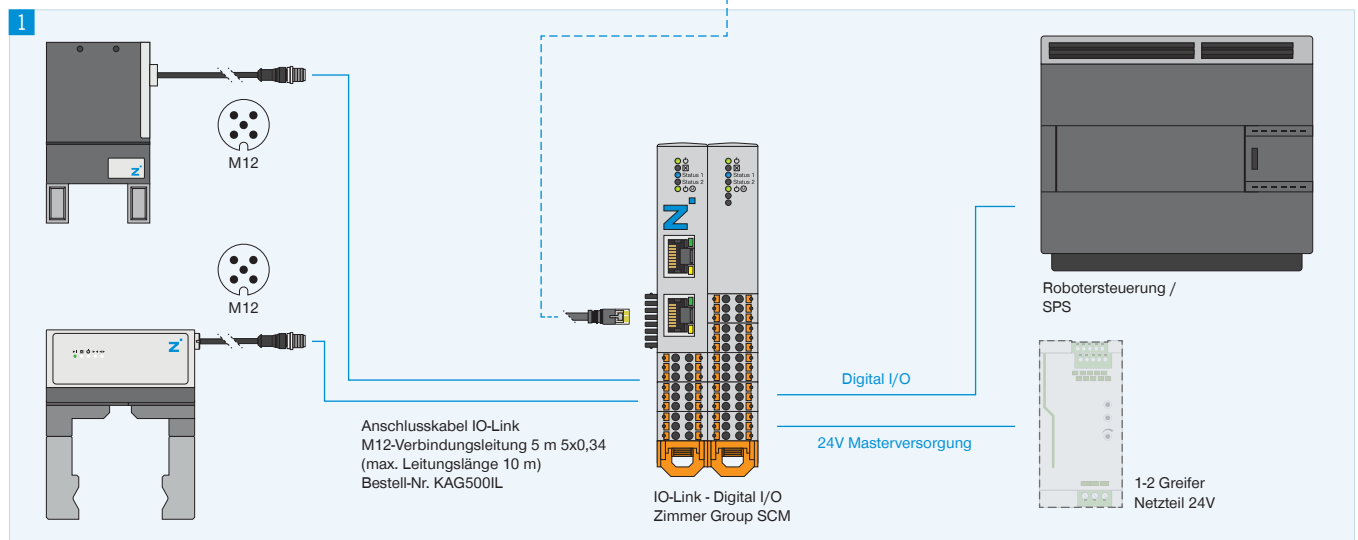 1
M12
M12
Anschlusskabel IO-Link
M12-Verbindungsleitung 5 m 5x0,34
(max. Leitungslänge 10 m)
Bestell-Nr. KAG500IL
Status 1
Status 2
Status 1
Status 2
IO-Link - Digital I/O
Zimmer Group SCM
Digital I/O
24V Masterversorgung
Robotersteuerung /
SPS
1-2 Greifer
Netzteil 24V